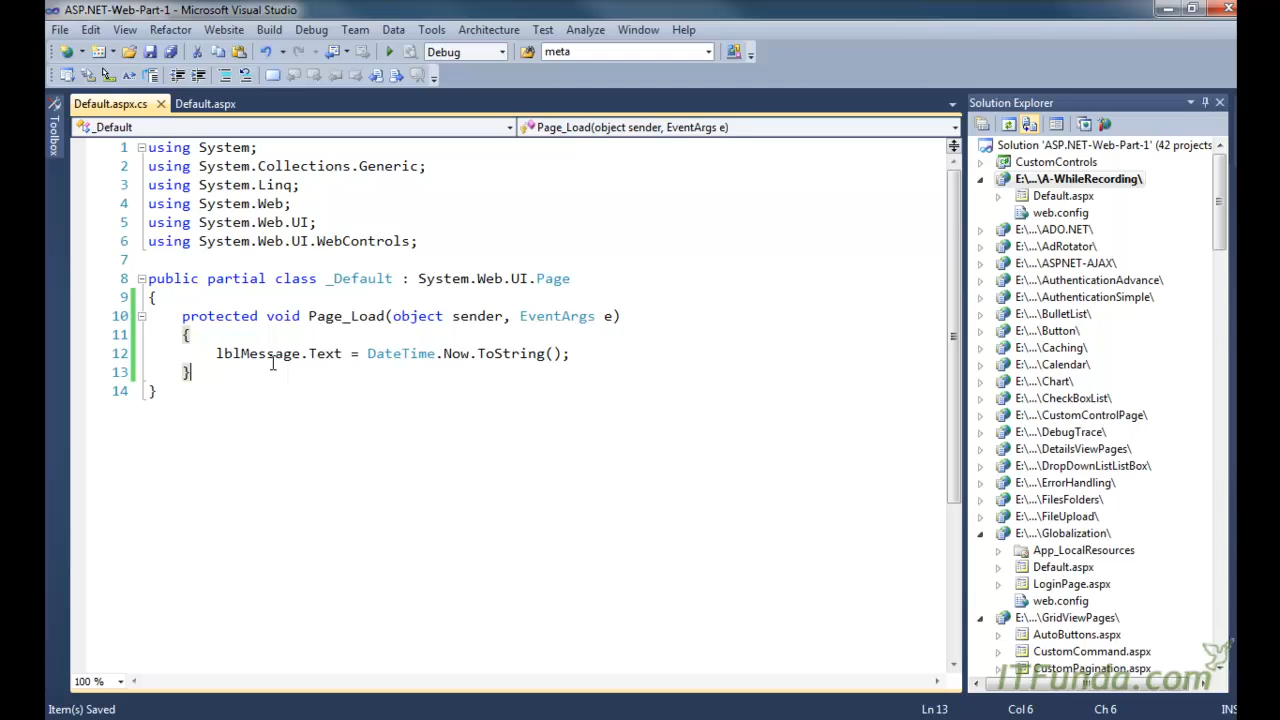 ASP.NET-Web-Part-1 - Microsoft Visual Studio
File Edit View Refactor Website Build Debug Team Data Tools Architecture Test Analyze Window Help
Debug meta
Default.aspx.cs Default.aspx
_Default Page_Load(object sender, EventArgs e)
Toolbox
1 using System;
2 using System.Collections.Generic;
3 using System.Linq;
4 using System.Web;
5 using System.Web.UI;
6 using System.Web.UI.WebControls;
7
8 public partial class _Default : System.Web.UI.Page
9 {
10 protected void Page_Load(object sender, EventArgs e)
11 {
12 lblMessage.Text = DateTime.Now.ToString();
13 }
14 }
100 %
Solution Explorer
Solution 'ASP.NET-Web-Part-1' (42 projects
CustomControls
E:\...\A-WhileRecording\
Default.aspx
web.config
E:\...\ADO.NET\
E:\...\AdRotator\
E:\...\ASPNET-AJAX\
E:\...\AuthenticationAdvance\
E:\...\AuthenticationSimple\
E:\...\BulletList\
E:\...\Button\
E:\...\Caching\
E:\...\Calendar\
E:\...\Chart\
E:\...\CheckBoxList\
E:\...\CustomControlPage\
E:\...\DebugTrace\
E:\...\DetailsViewPages\
E:\...\DropDownListListBox\
E:\...\ErrorHandling\
E:\...\FilesFolders\
E:\...\FileUpload\
E:\...\Globalization\
App_LocalResources
Default.aspx
LoginPage.aspx
web.config
E:\...\GridViewPages\
AutoButtons.aspx
CustomCommand.aspx
CustomPagination.aspx
ITFunda.com
Item(s) Saved Ln 13 Col 6 Ch 6 INS